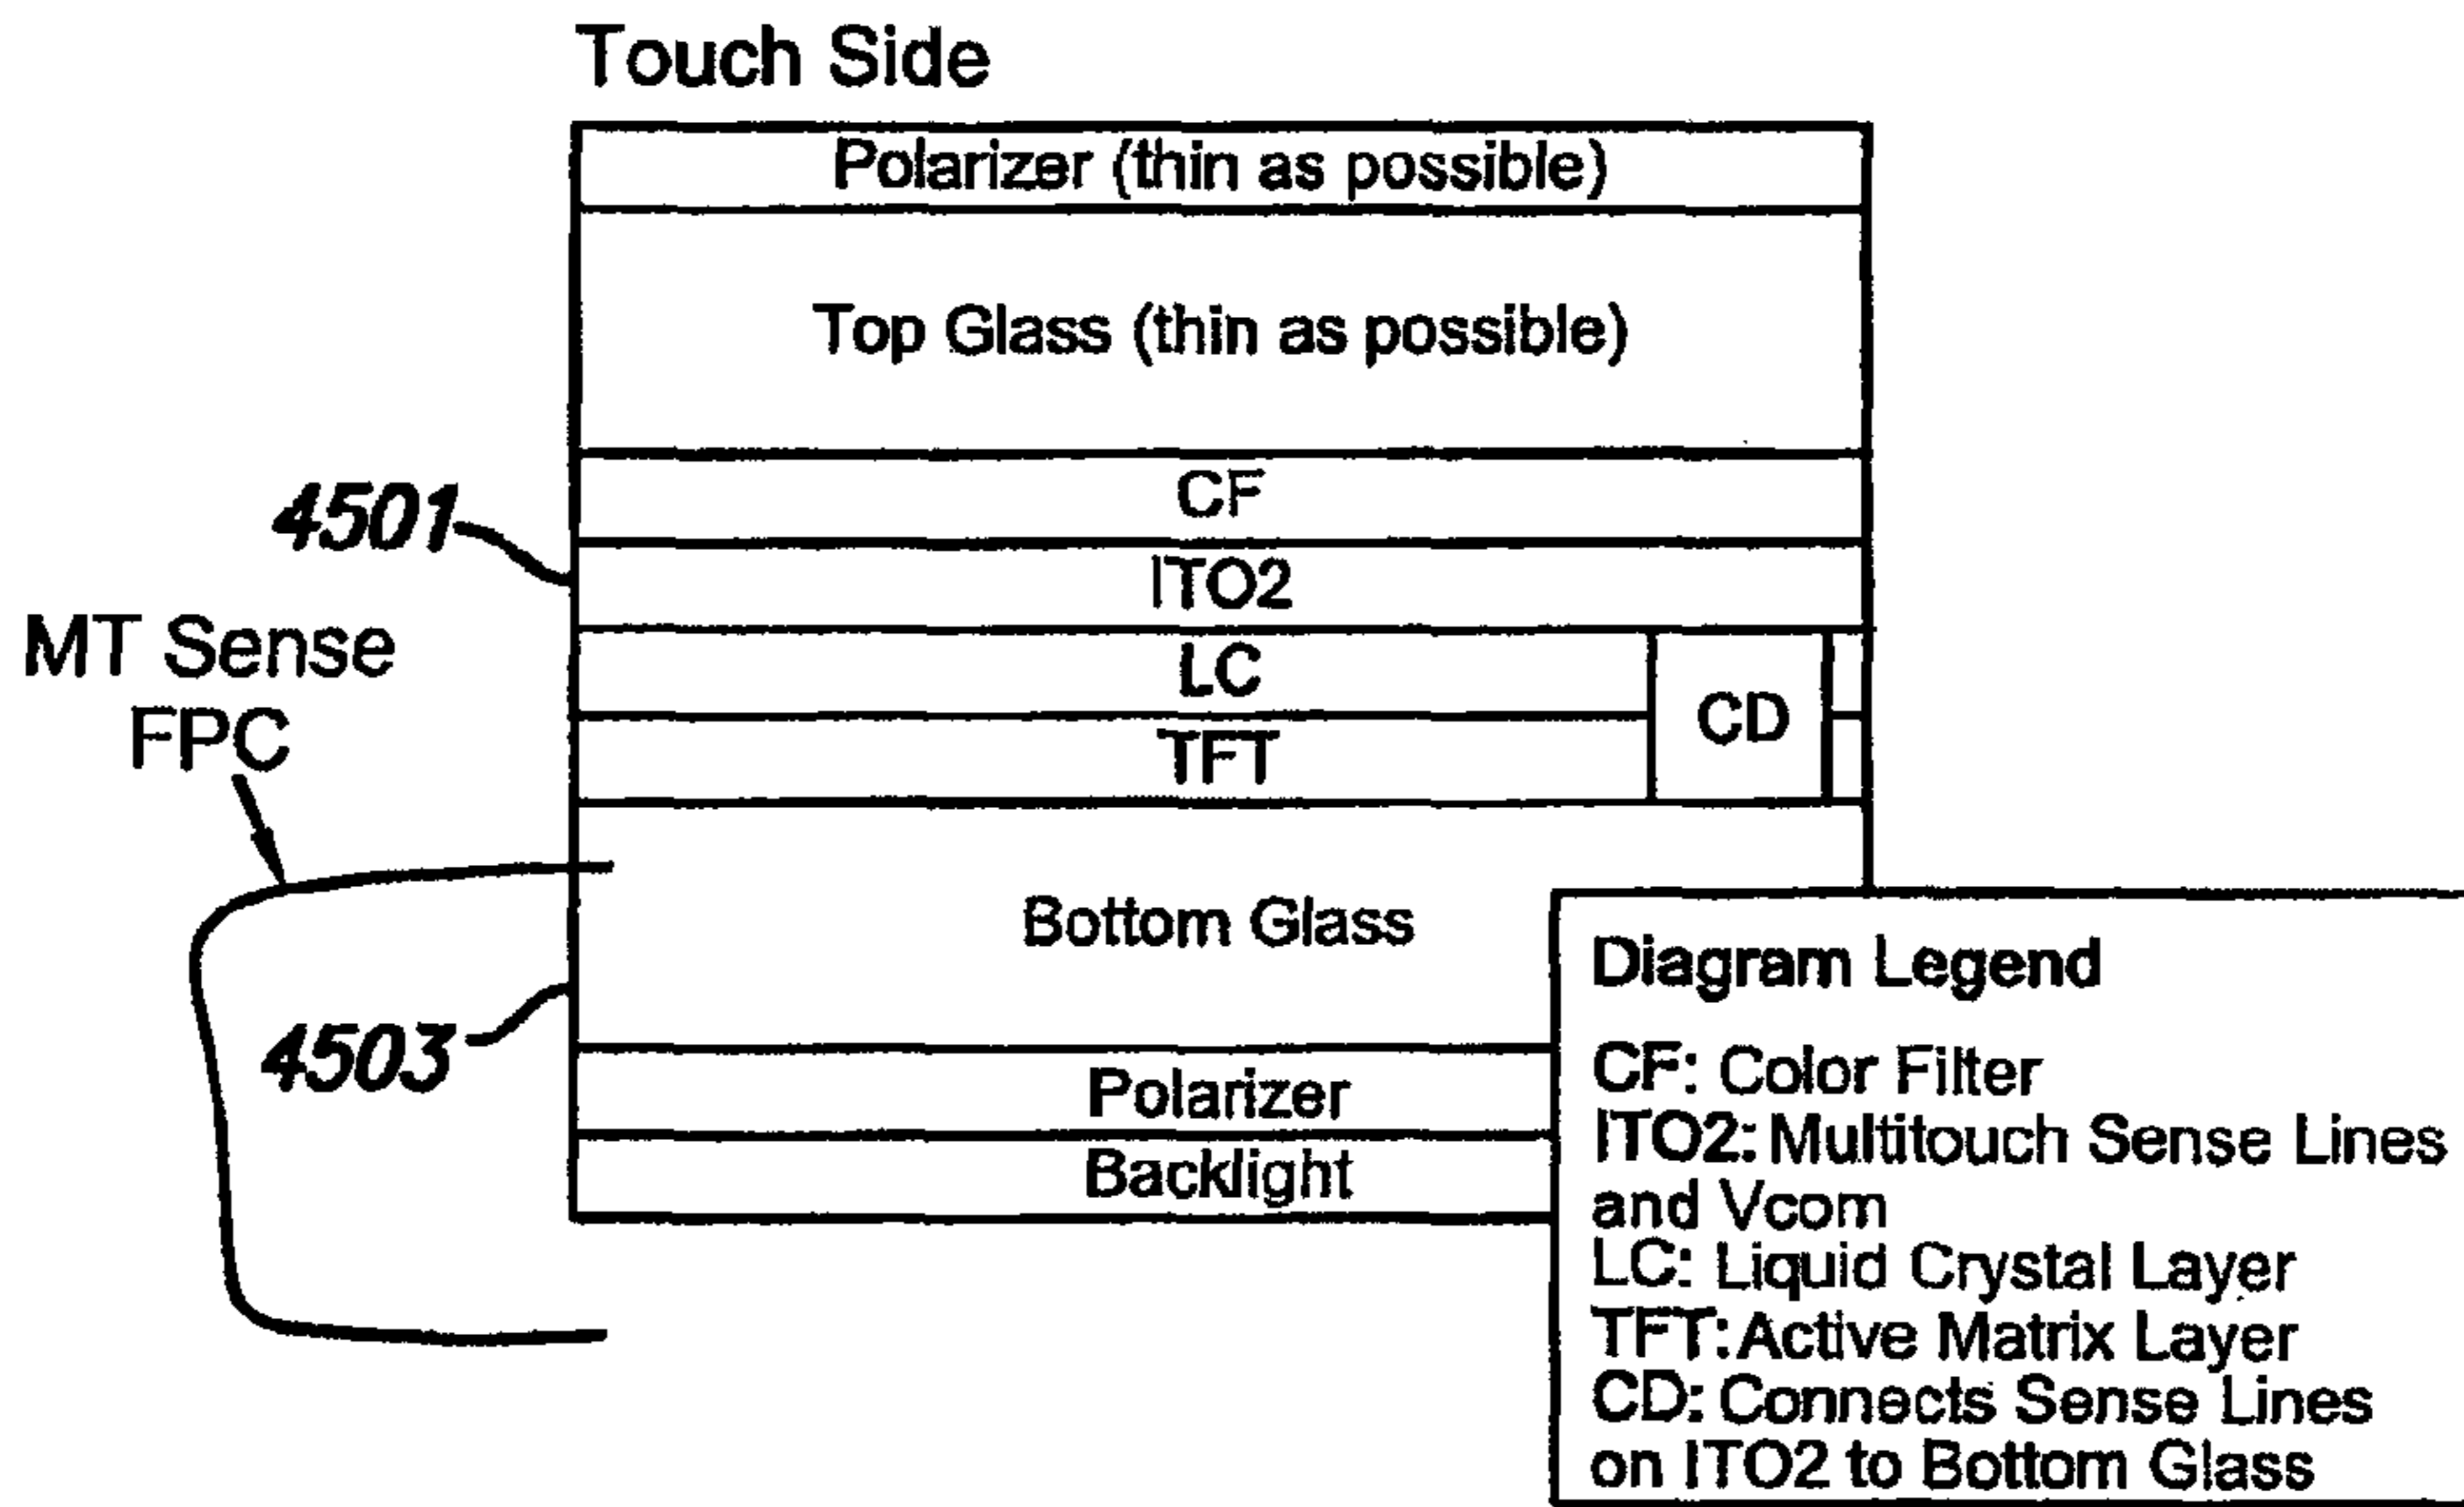 Touch Side
Polarizer (thin as possible)
Top Glass (thin as possible)
CF
4501
ITO2
MT Sense
FPC
LC
CD
TFT
Bottom Glass
4503
Polarizer
Backlight
Diagram Legend
CF: Color Filter
ITO2: Multitouch Sense Lines
and Vcom
LC: Liquid Crystal Layer
TFT: Active Matrix Layer
CD: Connects Sense Lines
on ITO2 to Bottom Glass